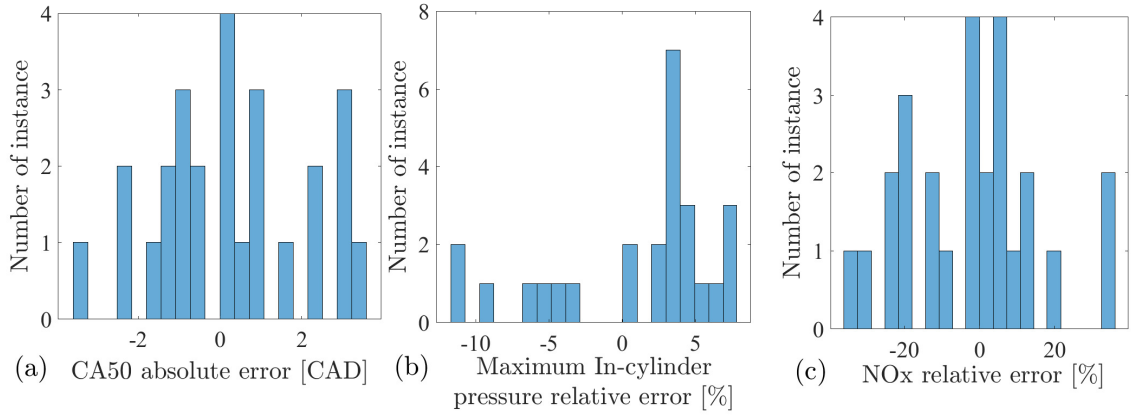 Number of instance
4
3
2
1
0
-2
0
2
(a)
CA50 absolute error [CAD]
Number of instance
8
6
4
2
0
-10
-5
0
5
(b)
Maximum In-cylinder
pressure relative error [%]
Number of instance
4
3
2
1
0
-20
0
20
(c)
NOx relative error [%]